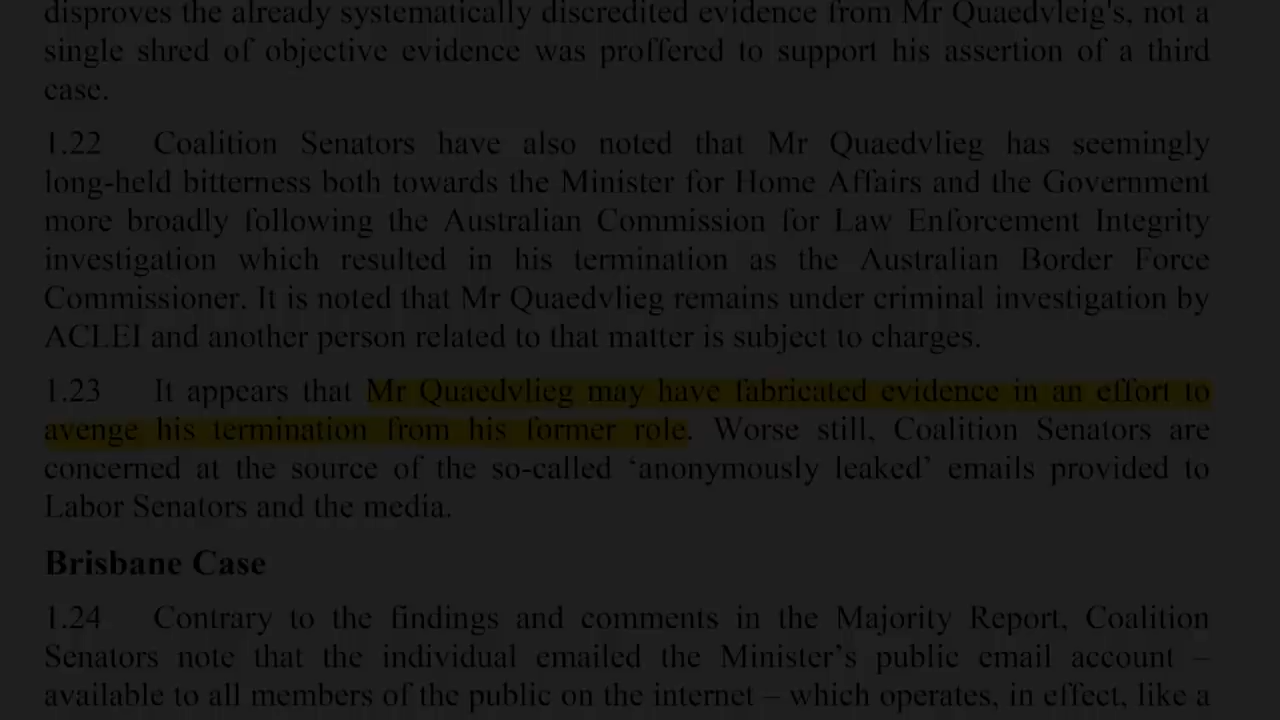 disproves the already systematically discredited evidence from Mr Quaedvleig's, not a
single shred of objective evidence was proffered to support his assertion of a third
case.
1.22 Coalition Senators have also noted that Mr Quaedvlieg has seemingly
long-held bitterness both towards the Minister for Home Affairs and the Government
more broadly following the Australian Commission for Law Enforcement Integrity
investigation which resulted in his termination as the Australian Border Force
Commissioner. It is noted that Mr Quaedvlieg remains under criminal investigation by
ACLEI and another person related to that matter is subject to charges.
1.23 It appears that Mr Quaedvlieg may have fabricated evidence in an effort to
avenge his termination from his former role. Worse still, Coalition Senators are
concerned at the source of the so-called ‘anonymously leaked’ emails provided to
Labor Senators and the media.
Brisbane Case
1.24 Contrary to the findings and comments in the Majority Report, Coalition
Senators note that the individual emailed the Minister’s public email account –
available to all members of the public on the internet – which operates, in effect, like a